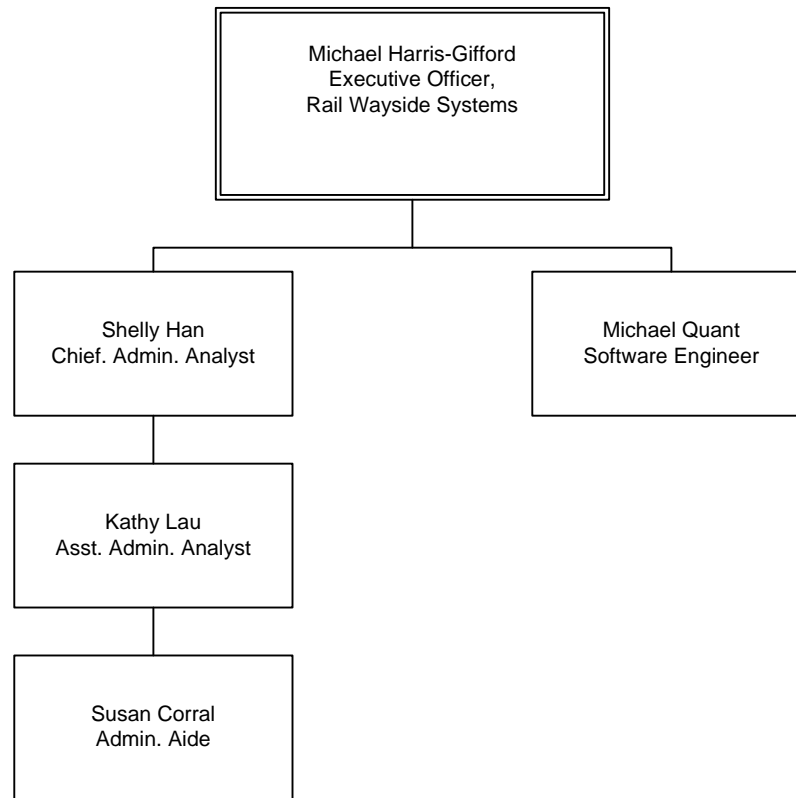 Michael Harris-Gifford
Executive Officer,
Rail Wayside Systems
Shelly Han
Chief. Admin. Analyst
Michael Quant
Software Engineer
Kathy Lau
Asst. Admin. Analyst
Susan Corral
Admin. Aide